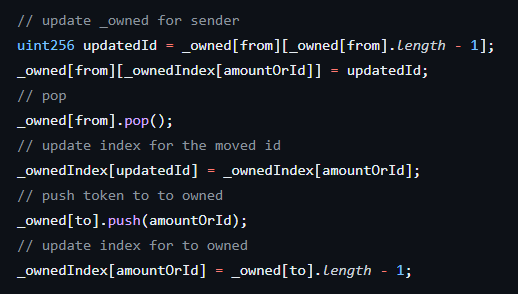 // update _owned for sender
uint256 updatedId = _owned[from][_owned[from].length - 1];
_owned[from][_ownedIndex[amountOrId]] = updatedId;
// pop
_owned[from].pop();
// update index for the moved id
_ownedIndex[updatedId] = _ownedIndex[amountOrId];
// push token to to owned
_owned[to].push(amountOrId);
// update index for to owned
_ownedIndex[amountOrId] = _owned[to].length - 1;